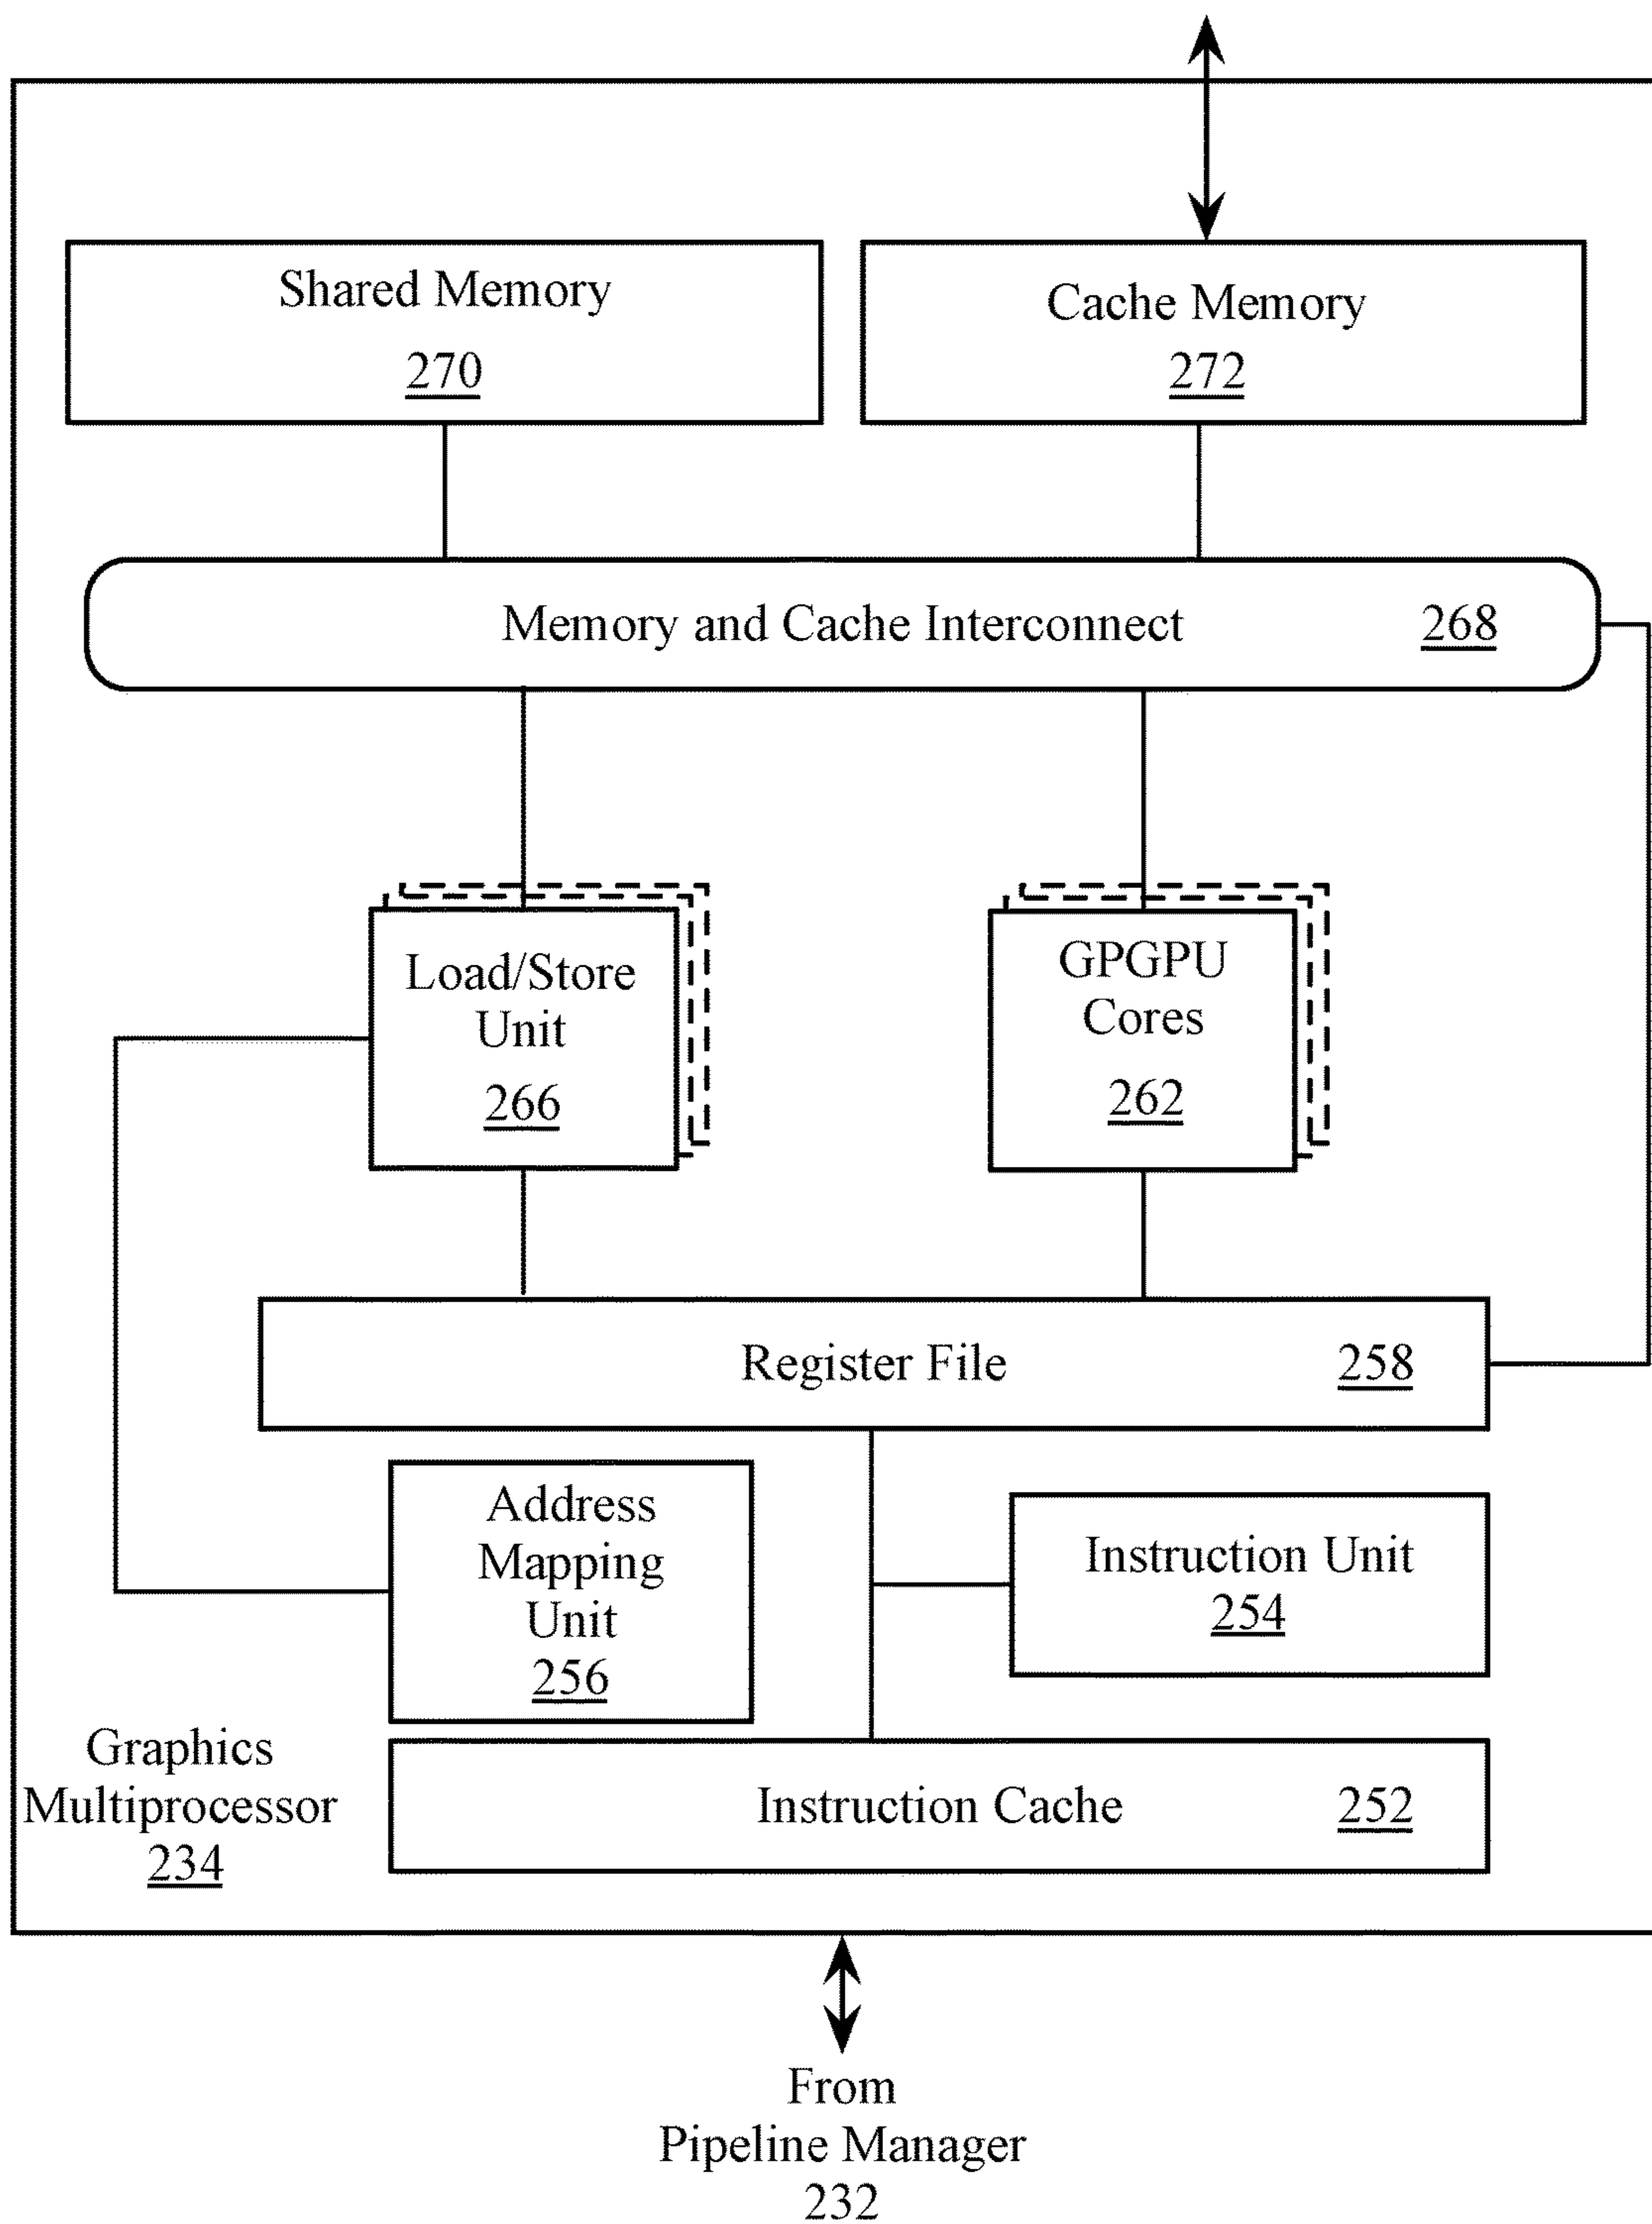 Shared Memory
270
Cache Memory
272
Memory and Cache Interconnect 268
Load/Store
Unit
266
GPGPU
Cores
262
Register File 258
Address
Mapping
Unit
256
Instruction Unit
254
Graphics
Multiprocessor
234
Instruction Cache 252
From
Pipeline Manager
232